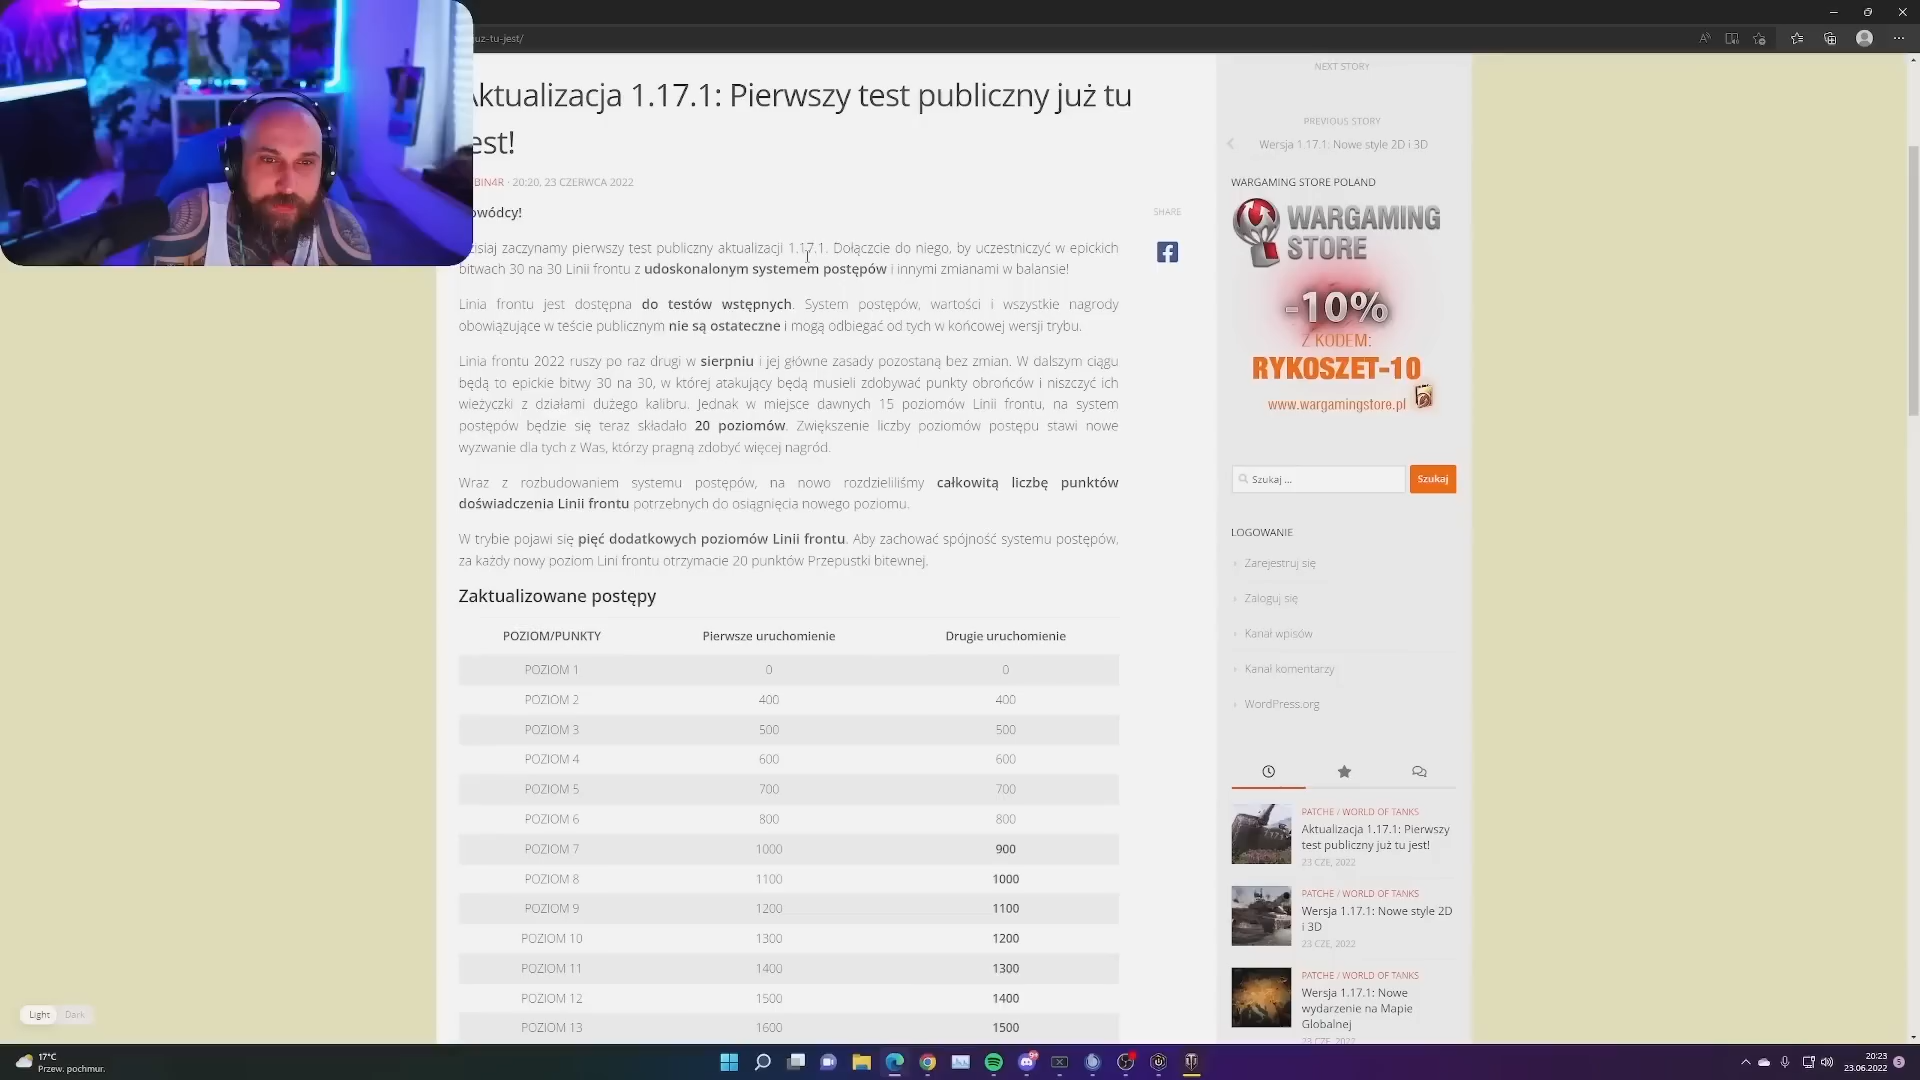 uz-tu-jest/
ktualizacja 1.17.1: Pierwszy test publiczny już tu
est!
BIN4R · 20:20, 23 CZERWCA 2022
owódcy!
isiaj zaczynamy pierwszy test publiczny aktualizacji 1.17.1. Dołączcie do niego, by uczestniczyć w epickich
bitwach 30 na 30 Linii frontu z udoskonalonym systemem postępów i innymi zmianami w balansie!
Linia frontu jest dostępna do testów wstępnych. System postępów, wartości i wszystkie nagrody
obowiązujące w teście publicznym nie są ostateczne i mogą odbiegać od tych w końcowej wersji trybu.
Linia frontu 2022 ruszy po raz drugi w sierpniu i jej główne zasady pozostaną bez zmian. W dalszym ciągu
będą to epickie bitwy 30 na 30, w której atakujący będą musieli zdobywać punkty obrońców i niszczyć ich
wieżyczki z działami dużego kalibru. Jednak w miejsce dawnych 15 poziomów Linii frontu, na system
postępów będzie się teraz składało 20 poziomów. Zwiększenie liczby poziomów postępu stawi nowe
wyzwanie dla tych z Was, którzy pragną zdobyć więcej nagród.
Wraz z rozbudowaniem systemu postępów, na nowo rozdzieliliśmy całkowitą liczbę punktów
doświadczenia Linii frontu potrzebnych do osiągnięcia nowego poziomu.
W trybie pojawi się pięć dodatkowych poziomów Linii frontu. Aby zachować spójność systemu postępów,
za każdy nowy poziom Lini frontu otrzymacie 20 punktów Przepustki bitewnej.
Zaktualizowane postępy
POZIOM/PUNKTY Pierwsze uruchomienie Drugie uruchomienie
POZIOM 1 0 0
POZIOM 2 400 400
POZIOM 3 500 500
POZIOM 4 600 600
POZIOM 5 700 700
POZIOM 6 800 800
POZIOM 7 1000 900
POZIOM 8 1100 1000
POZIOM 9 1200 1100
POZIOM 10 1300 1200
POZIOM 11 1400 1300
POZIOM 12 1500 1400
POZIOM 13 1600 1500
SHARE
NEXT STORY
PREVIOUS STORY
Wersja 1.17.1: Nowe style 2D i 3D
WARGAMING STORE POLAND
WARGAMING
STORE
-10%
Z KODEM:
RYKOSZET-10
www.wargamingstore.pl
Szukaj ...
Szukaj
LOGOWANIE
Zarejestruj się
Zaloguj się
Kanał wpisów
Kanał komentarzy
WordPress.org
PATCHE / WORLD OF TANKS
Aktualizacja 1.17.1: Pierwszy
test publiczny już tu jest!
23 CZE, 2022
PATCHE / WORLD OF TANKS
Wersja 1.17.1: Nowe style 2D
i 3D
23 CZE, 2022
PATCHE / WORLD OF TANKS
Wersja 1.17.1: Nowe
wydarzenie na Mapie
Globalnej
23 CZE, 2022
Light Dark
17°C
Przew. pochmur.
20:23
23.06.2022